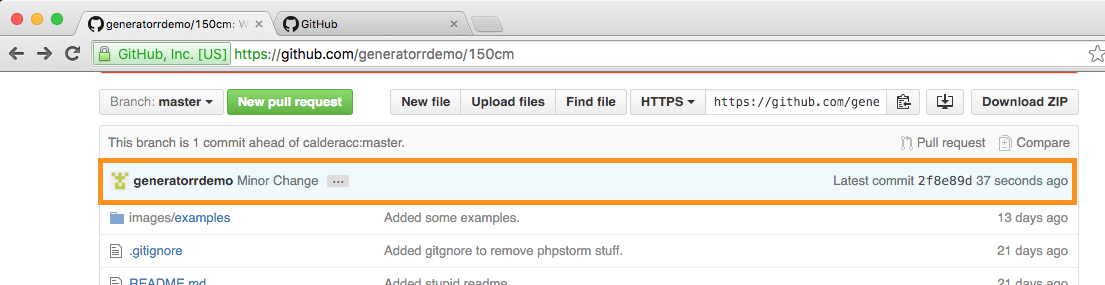 generatorrdemo/150cm: W
GitHub
GitHub, Inc. [US] https://github.com/generatorrdemo/150cm
Branch: master New pull request New file Upload files Find file HTTPS https://github.com/gene Download ZIP
This branch is 1 commit ahead of calderacc:master. Pull request Compare
generatorrdemo Minor Change ... Latest commit 2f8e89d 37 seconds ago
images/examples Added some examples. 13 days ago
.gitignore Added gitgnore to remove phpstorm stuff. 21 days ago
README.md Added stupid readme. 21 days ago